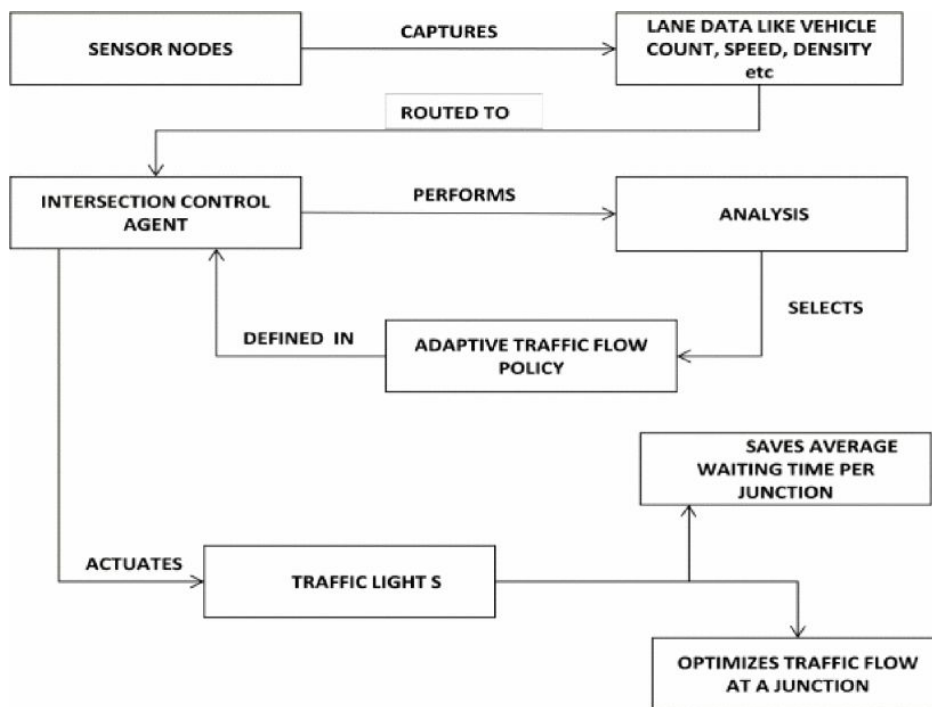 SENSOR NODES
CAPTURES
LANE DATA LIKE VEHICLE
COUNT, SPEED, DENSITY
etc
ROUTED TO
INTERSECTION CONTROL
AGENT
PERFORMS
ANALYSIS
SELECTS
DEFINED IN
ADAPTIVE TRAFFIC FLOW
POLICY
SAVES AVERAGE
WAITING TIME PER
JUNCTION
ACTUATES
TRAFFIC LIGHT S
OPTIMIZES TRAFFIC FLOW
AT A JUNCTION